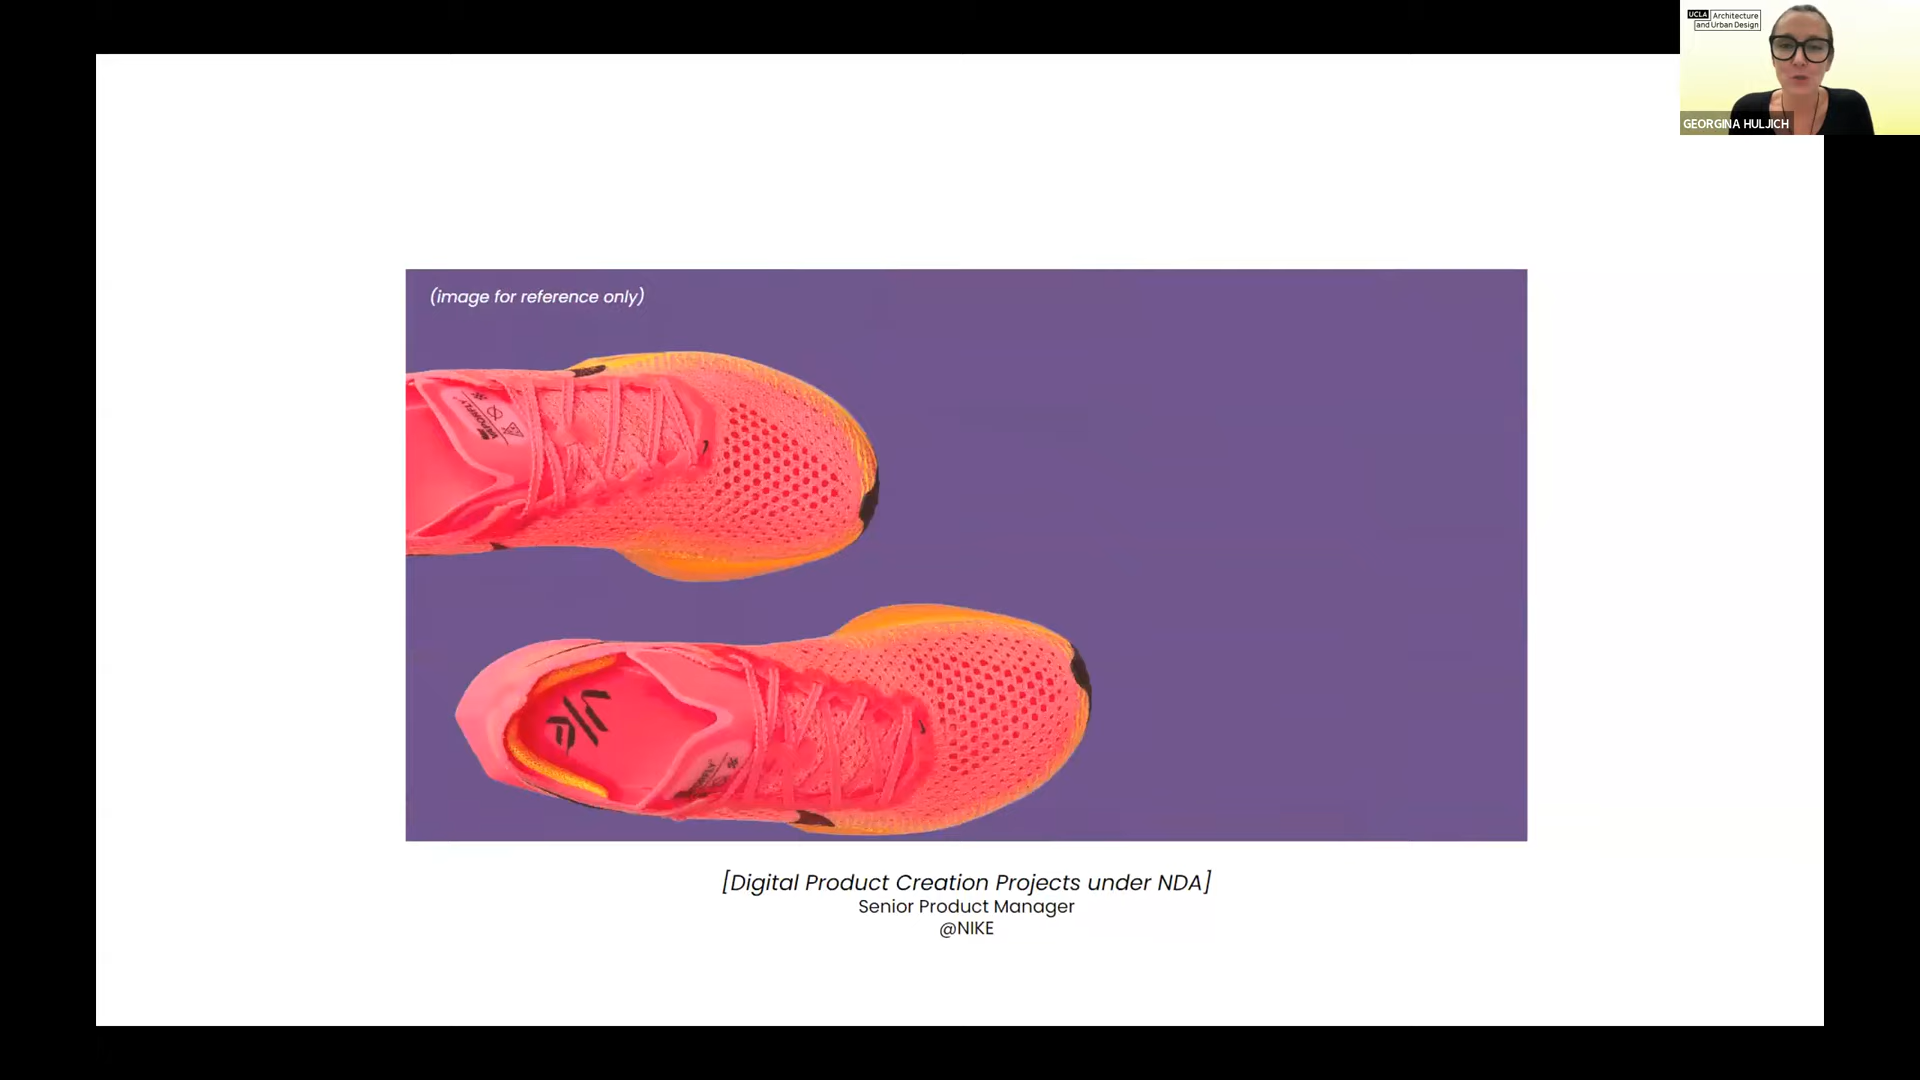 UCLA Architecture
and Urban Design
GEORGINA HULJICH
(image for reference only)
[Digital Product Creation Projects under NDA]
Senior Product Manager
@NIKE